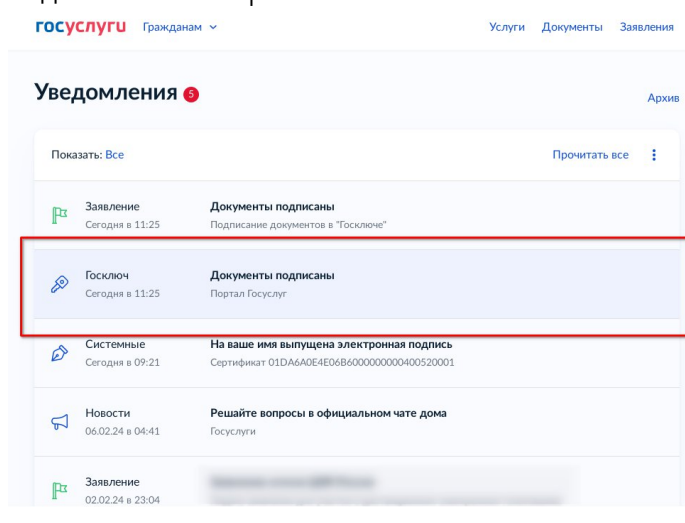 госуслуги Гражданам Услуги Документы Заявления
Уведомления 5 Архив
Показать: Все Прочитать все
Заявление Документы подписаны
Сегодня в 11:25 Подписание документов в "Госключе"
Госключ Документы подписаны
Сегодня в 11:25 Портал Госуслуг
Системные На ваше имя выпущена электронная подпись
Сегодня в 09:21 Сертификат 01DA6A0E4E06B6000000000400520001
Новости Решайте вопросы в официальном чате дома
06.02.24 в 04:41 Госуслуги
Заявление
02.02.24 в 23:04